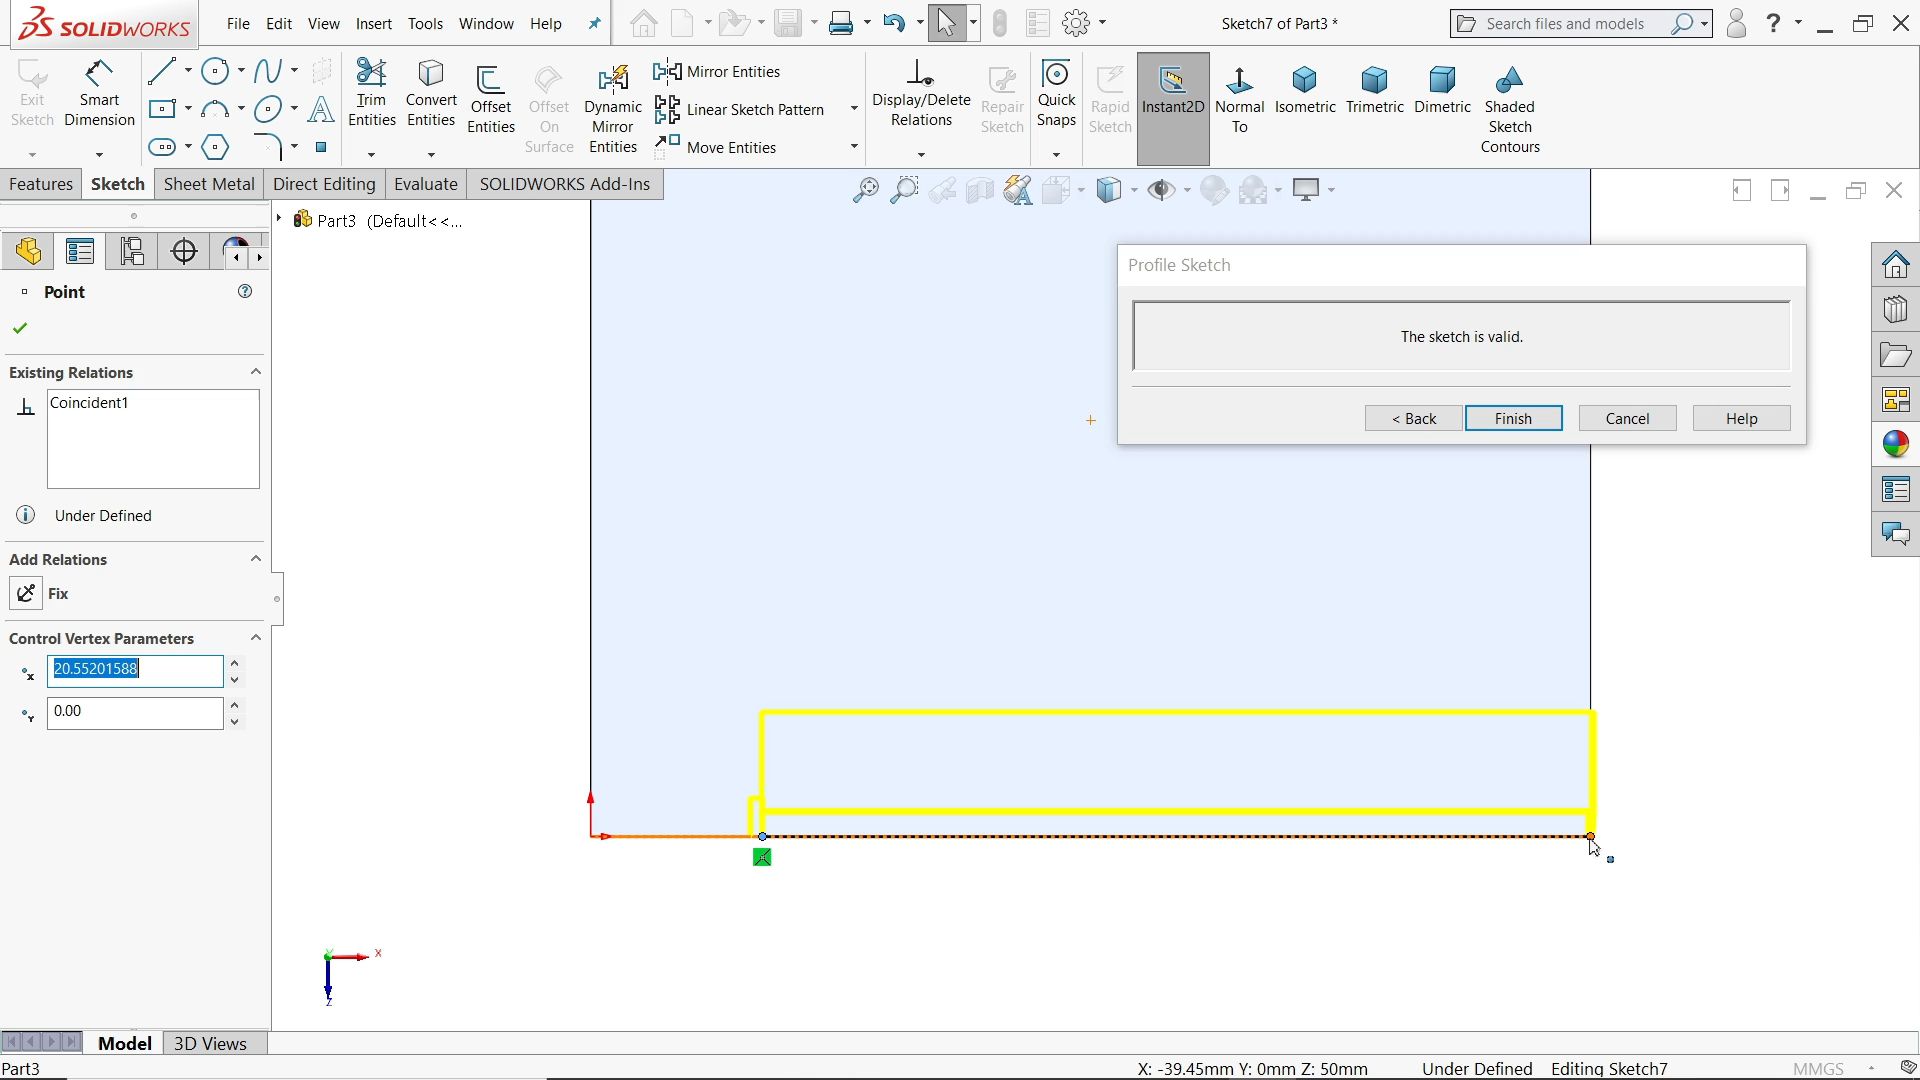 SOLIDWORKS
File Edit View Insert Tools Window Help
Sketch7 of Part3 *
Search files and models
Exit Sketch
Smart Dimension
Trim Entities
Convert Entities
Offset Entities
Offset On Surface
Dynamic Mirror Entities
Mirror Entities
Linear Sketch Pattern
Move Entities
Display/Delete Relations
Repair Sketch
Quick Snaps
Rapid Sketch
Instant2D
Normal To
Isometric
Trimetric
Dimetric
Shaded Sketch Contours
Features Sketch Sheet Metal Direct Editing Evaluate SOLIDWORKS Add-Ins
Part3 (Default<<...
Point
Existing Relations
Coincident1
Under Defined
Add Relations
Fix
Control Vertex Parameters
x 20.55201588
Y 0.00
Profile Sketch
The sketch is valid.
< Back Finish Cancel Help
Y X
Z
Model 3D Views
Part3 X: -39.45mm Y: 0mm Z: 50mm Under Defined Editing Sketch7 MMGS